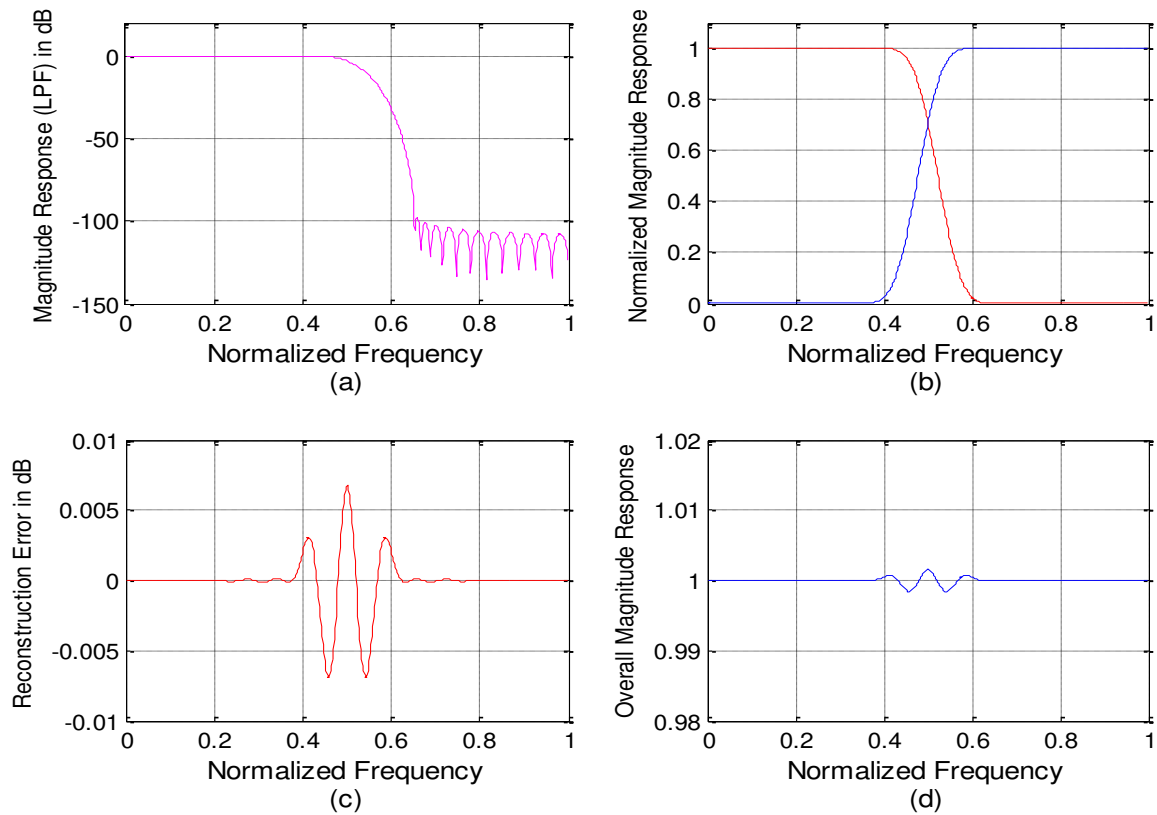 Magnitude Response (LPF) in dB
0
-50
-100
-150
0 0.2 0.4 0.6 0.8 1
Normalized Frequency
(a)
Normalized Magnitude Response
1
0.8
0.6
0.4
0.2
0
0 0.2 0.4 0.6 0.8 1
Normalized Frequency
(b)
Reconstruction Error in dB
0.01
0.005
0
-0.005
-0.01
0 0.2 0.4 0.6 0.8 1
Normalized Frequency
(c)
Overall Magnitude Response
1.02
1.01
1
0.99
0.98
0 0.2 0.4 0.6 0.8 1
Normalized Frequency
(d)